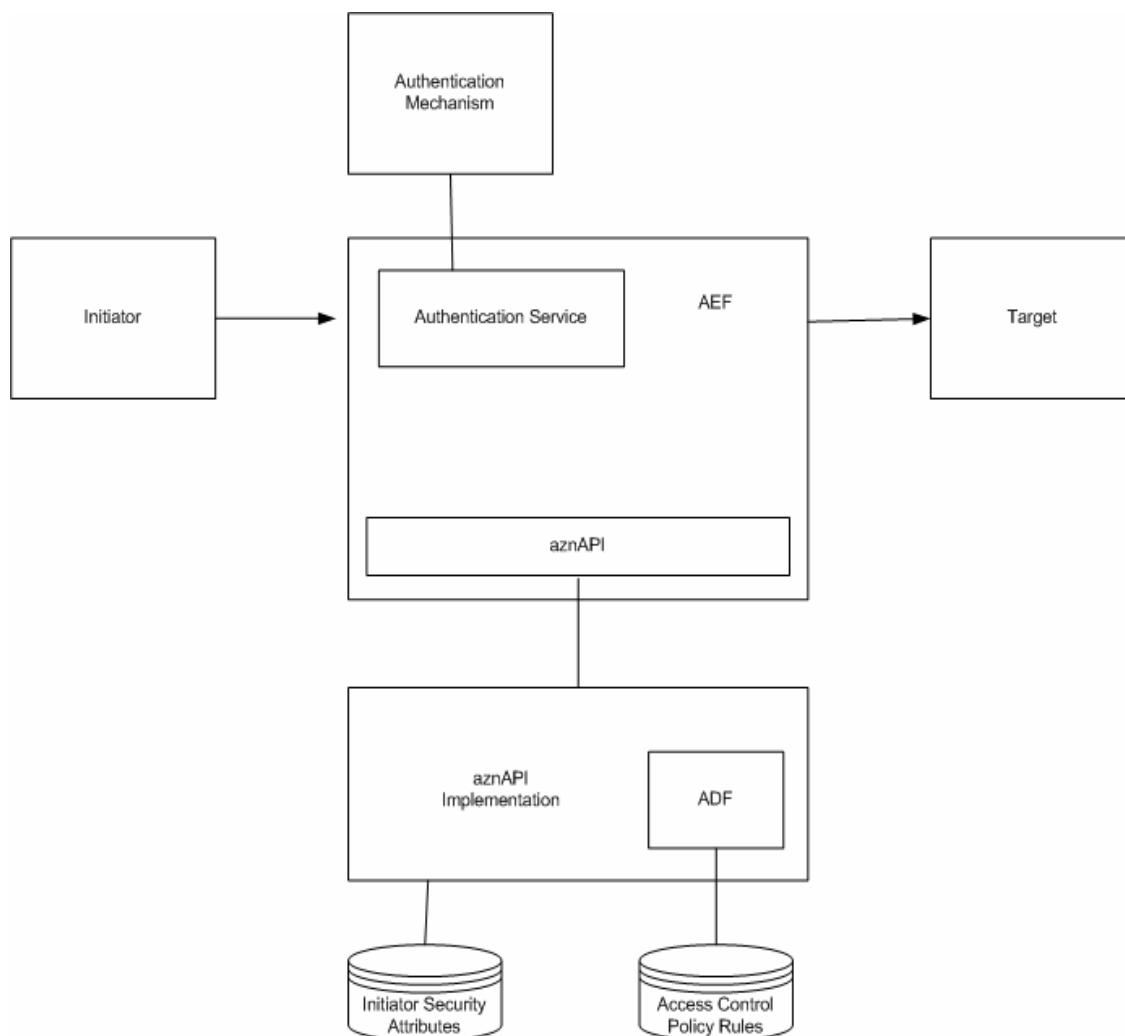 Authentication
Mechanism
Initiator
Authentication Service
AEF
Target
aznAPI
aznAPI
Implementation
ADF
Initiator Security
Attributes
Access Control
Policy Rules